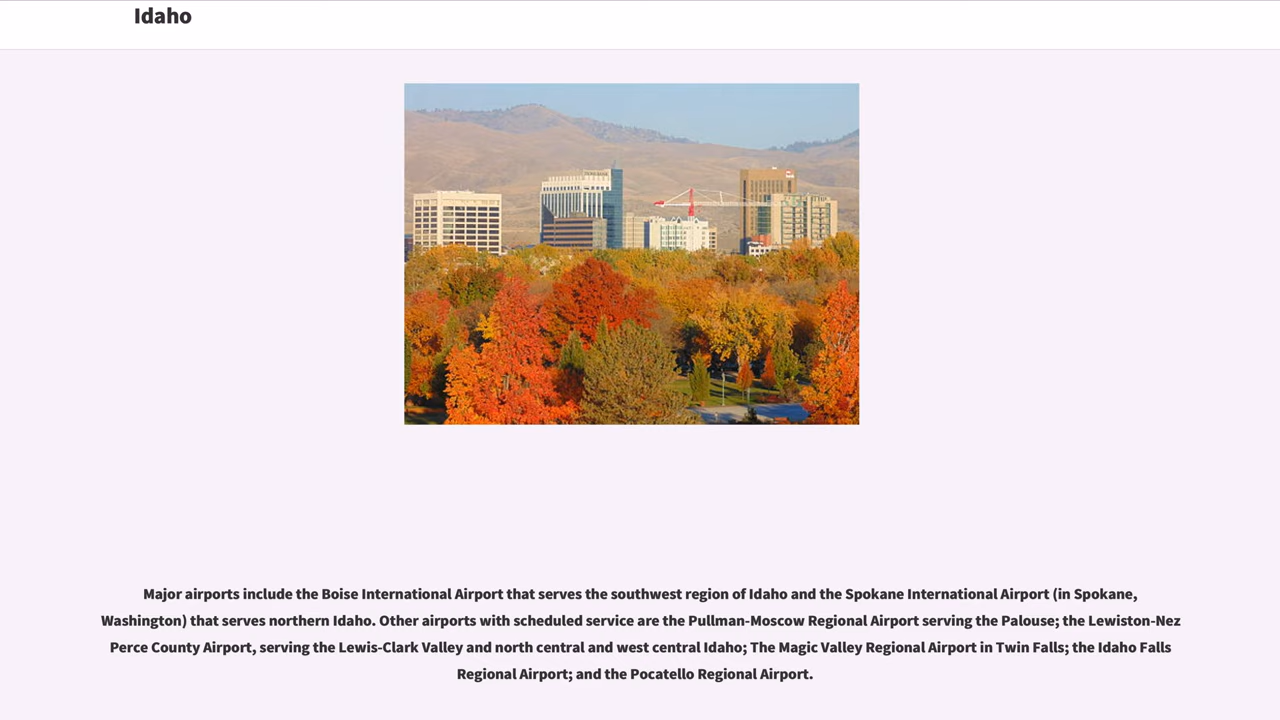 Idaho
Major airports include the Boise International Airport that serves the southwest region of Idaho and the Spokane International Airport (in Spokane,
Washington) that serves northern Idaho. Other airports with scheduled service are the Pullman-Moscow Regional Airport serving the Palouse; the Lewiston-Nez
Perce County Airport, serving the Lewis-Clark Valley and north central and west central Idaho; The Magic Valley Regional Airport in Twin Falls; the Idaho Falls
Regional Airport; and the Pocatello Regional Airport.